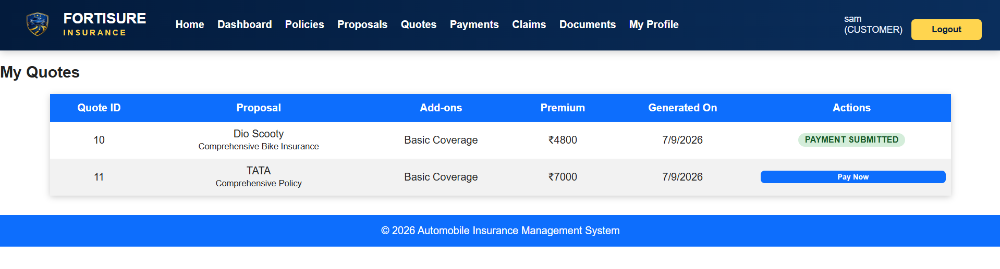 FORTISURE
INSURANCE
Home Dashboard Policies Proposals Quotes Payments Claims Documents My Profile
sam
(CUSTOMER)
Logout
My Quotes
Quote ID Proposal Add-ons Premium Generated On Actions
10 Dio Scooty Basic Coverage ₹4800 7/9/2026 PAYMENT SUBMITTED
Comprehensive Bike Insurance
11 TATA Basic Coverage ₹7000 7/9/2026 Pay Now
Comprehensive Policy
© 2026 Automobile Insurance Management System